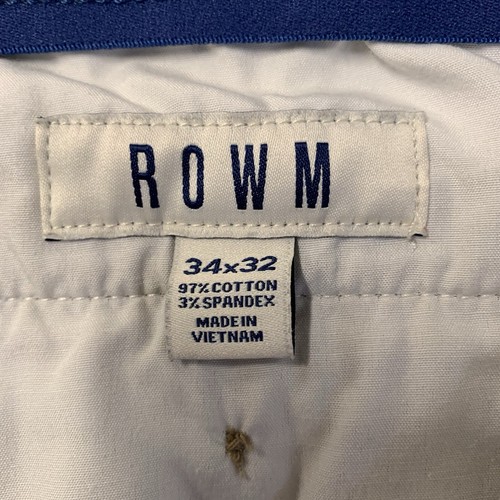 ROWM
34x32
97% COTTON
3% SPANDEX
MADE IN
VIETNAM